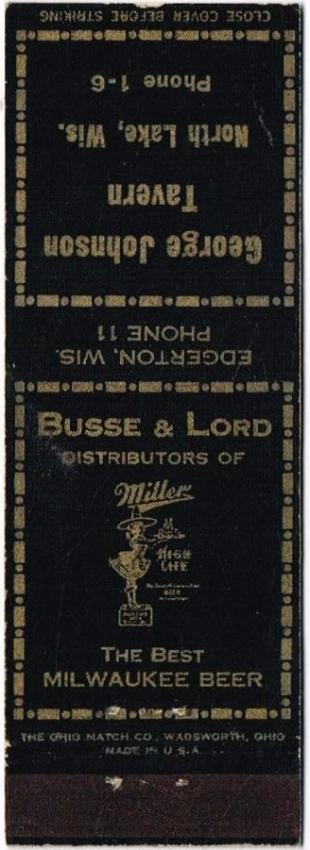 CLOSE COVER BEFORE STRIKING
George Johnson
Tavern
North Lake, Wis.
Phone 1-6
EDGERTON, WIS.
PHONE 11
BUSSE & LORD
DISTRIBUTORS OF
Miller
HIGH
LIFE
THE BEST
MILWAUKEE BEER
THE OHIO MATCH CO., WADSWORTH, OHIO
MADE IN U.S.A.